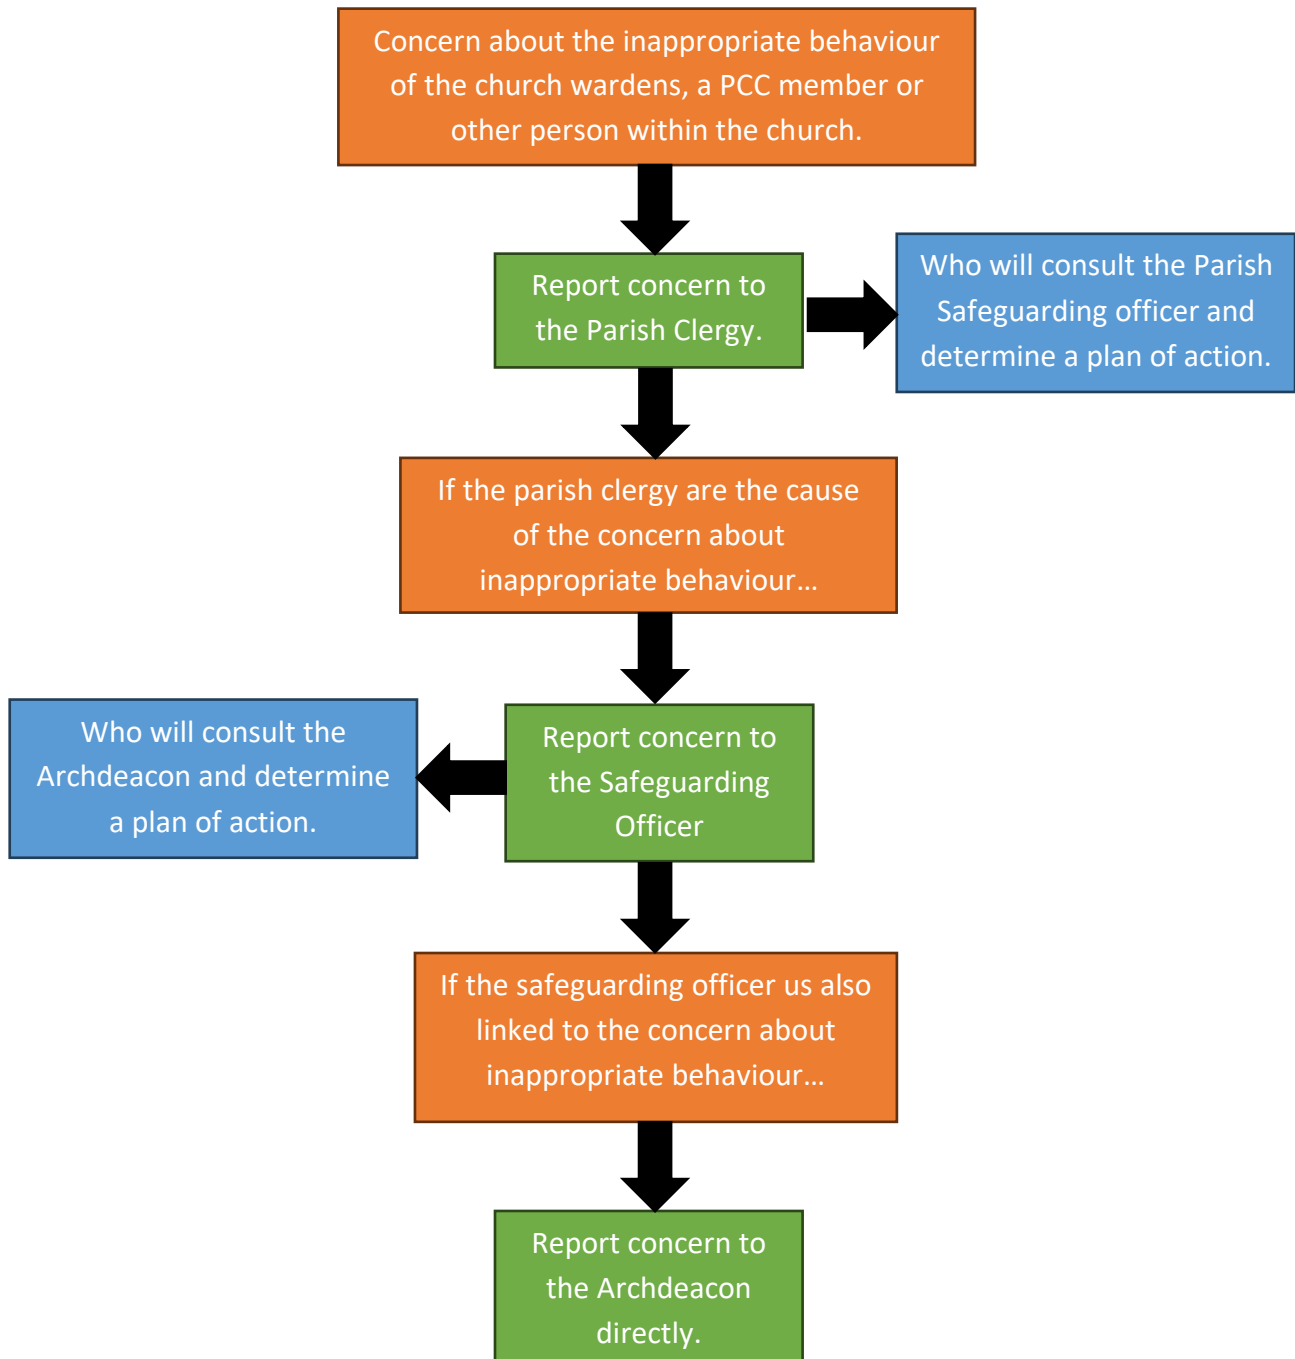 Concern about the inappropriate behaviour
of the church wardens, a PCC member or
other person within the church.
Report concern to
the Parish Clergy.
Who will consult the Parish
Safeguarding officer and
determine a plan of action.
If the parish clergy are the cause
of the concern about
inappropriate behaviour…
Report concern to
the Safeguarding
Officer
Who will consult the
Archdeacon and determine
a plan of action.
If the safeguarding officer us also
linked to the concern about
inappropriate behaviour…
Report concern to
the Archdeacon
directly.